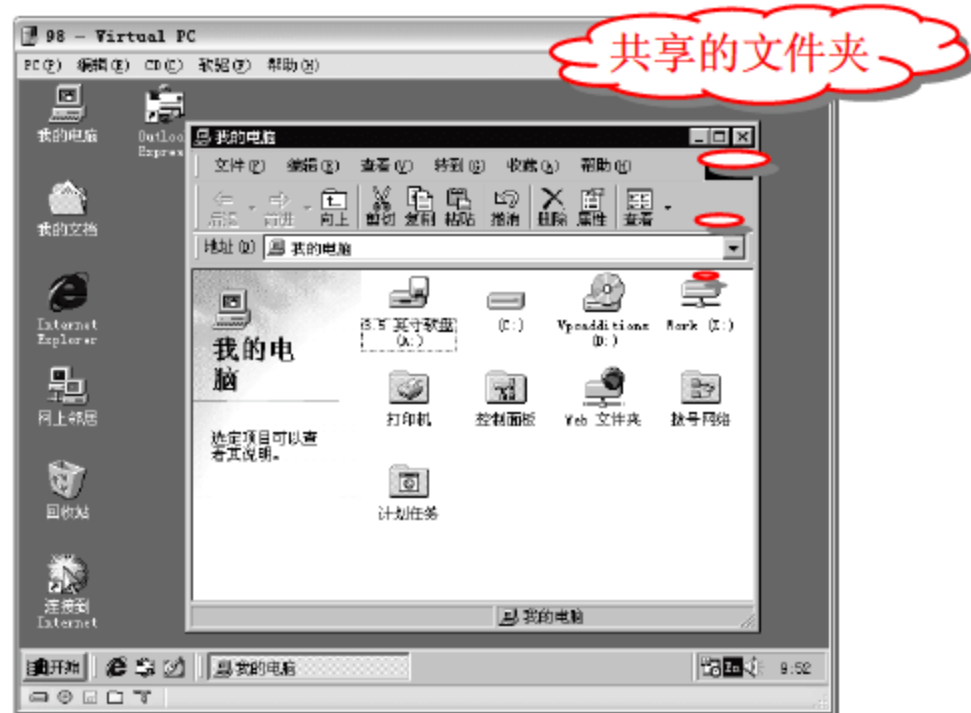 98 - Virtual PC
共享的文件夹
PC(P) 编辑(E) CD(C) 软驱(F) 帮助(H)
我的电脑
Outloo
Expres
我的电脑
文件(F) 编辑(E) 查看(V) 转到(G) 收藏(A) 帮助(H)
后退 前进 向上 剪切 复制 粘贴 撤消 删除 属性 查看
我的文档
地址(D) 我的电脑
Internet
Explorer
3.5 英寸软盘
(A:)
(C:)
Vpcadditions
(D:)
Work (Z:)
我的电
脑
网上邻居
打印机
控制面板
Web 文件夹
拨号网络
选定项目可以查
看其说明。
回收站
计划任务
连接到
Internet
我的电脑
开始
我的电脑
En
9:52